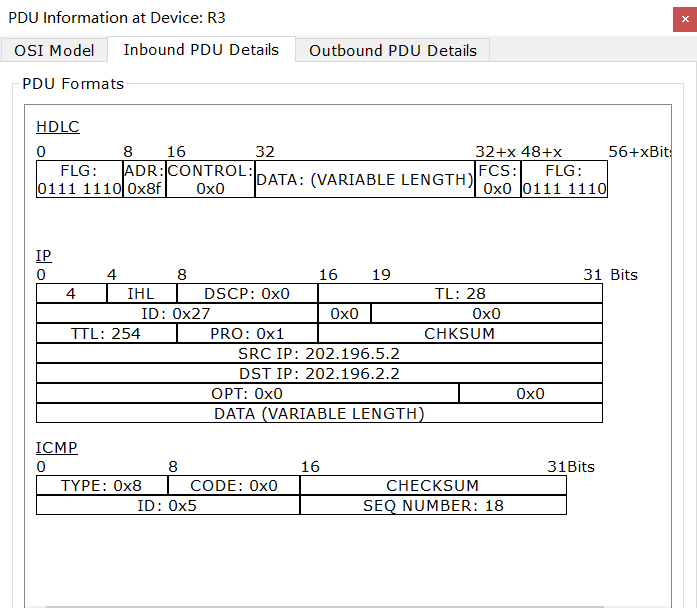 PDU Information at Device: R3
×
OSI Model Inbound PDU Details Outbound PDU Details
PDU Formats
HDLC
0 8 16 32 32+x 48+x 56+xBits
FLG: 0111 1110 ADR: 0x8f CONTROL: 0x0 DATA: (VARIABLE LENGTH) FCS: 0x0 FLG: 0111 1110
IP
0 4 8 16 19 31 Bits
4 IHL DSCP: 0x0 TL: 28
ID: 0x27 0x0 0x0
TTL: 254 PRO: 0x1 CHKSUM
SRC IP: 202.196.5.2
DST IP: 202.196.2.2
OPT: 0x0 0x0
DATA (VARIABLE LENGTH)
ICMP
0 8 16 31Bits
TYPE: 0x8 CODE: 0x0 CHECKSUM
ID: 0x5 SEQ NUMBER: 18